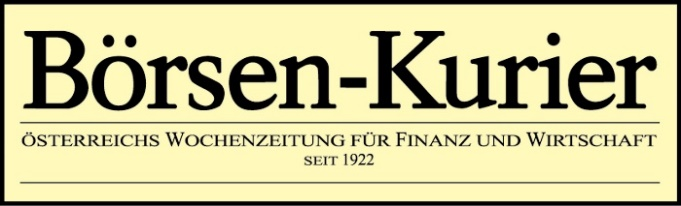 Börsen-Kurier
ÖSTERREICHS WOCHENZEITUNG FÜR FINANZ UND WIRTSCHAFT
SEIT 1922